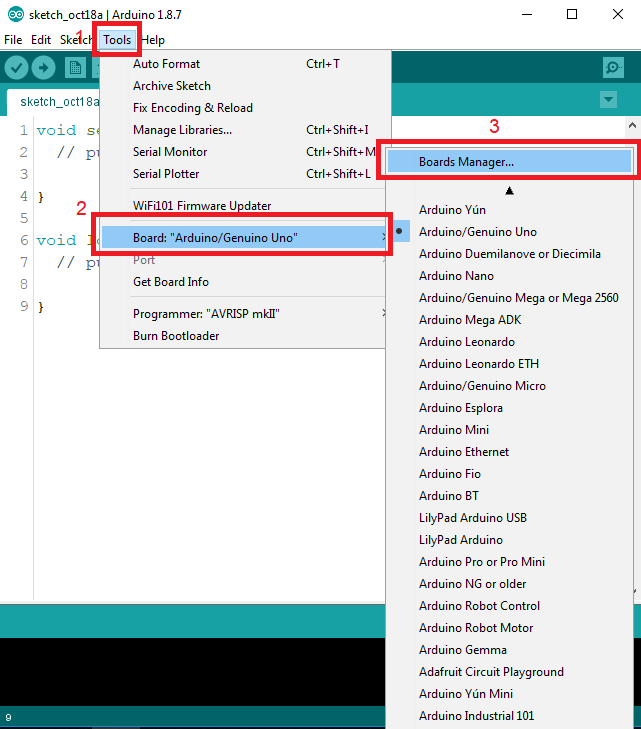 sketch_oct18a | Arduino 1.8.7
File Edit Sketch Tools Help
1
sketch_oct18a
Auto Format Ctrl+T
Archive Sketch
Fix Encoding & Reload
Manage Libraries... Ctrl+Shift+I
Serial Monitor Ctrl+Shift+M
Serial Plotter Ctrl+Shift+L
WiFi101 Firmware Updater
2
Board: "Arduino/Genuino Uno"
Port
Get Board Info
Programmer: "AVRISP mkII"
Burn Bootloader
1 void se
2 // pu
3
4 }
5
6 void lo
7 // pu
8
9 }
3
Boards Manager...
Arduino Yún
Arduino/Genuino Uno
Arduino Duemilanove or Diecimila
Arduino Nano
Arduino/Genuino Mega or Mega 2560
Arduino Mega ADK
Arduino Leonardo
Arduino Leonardo ETH
Arduino/Genuino Micro
Arduino Esplora
Arduino Mini
Arduino Ethernet
Arduino Fio
Arduino BT
LilyPad Arduino USB
LilyPad Arduino
Arduino Pro or Pro Mini
Arduino NG or older
Arduino Robot Control
Arduino Robot Motor
Arduino Gemma
Adafruit Circuit Playground
Arduino Yún Mini
Arduino Industrial 101
9